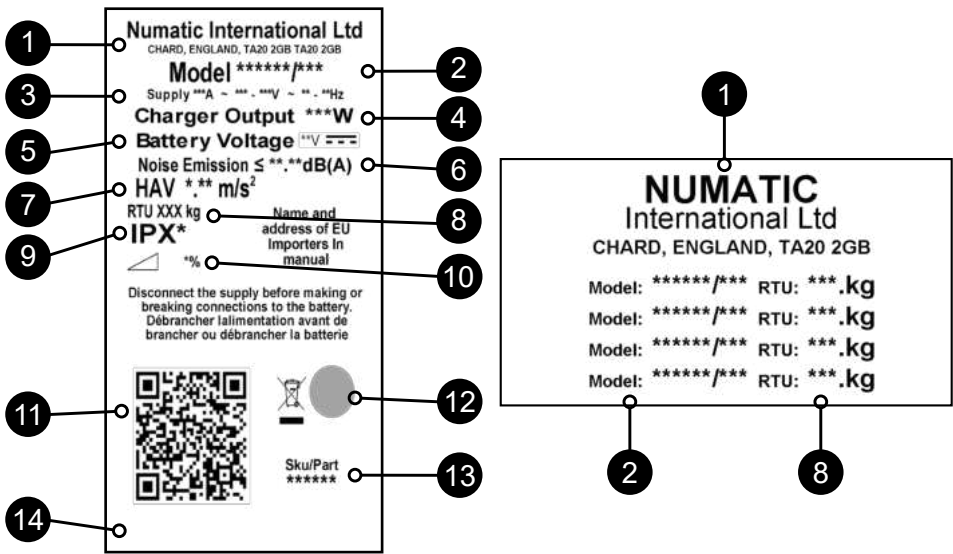 1
Numatic International Ltd
CHARD, ENGLAND, TA20 2GB TA20 2GB
Model ******/***
2
3
Supply ***A ~ *** - ***V ~ ** - **Hz
Charger Output ***W
4
5
Battery Voltage **V
Noise Emission ≤ **.**dB(A)
6
7
HAV *.** m/s²
RTU XXX kg
8
9
IPX*
Name and
address of EU
Importers In
manual
*%
10
Disconnect the supply before making or
breaking connections to the battery.
Débrancher lalimentation avant de
brancher ou débrancher la batterie
11
12
Sku/Part
******
13
14
1
NUMATIC
International Ltd
CHARD, ENGLAND, TA20 2GB
Model: ******/*** RTU: ***.kg
Model: ******/*** RTU: ***.kg
Model: ******/*** RTU: ***.kg
Model: ******/*** RTU: ***.kg
2
8